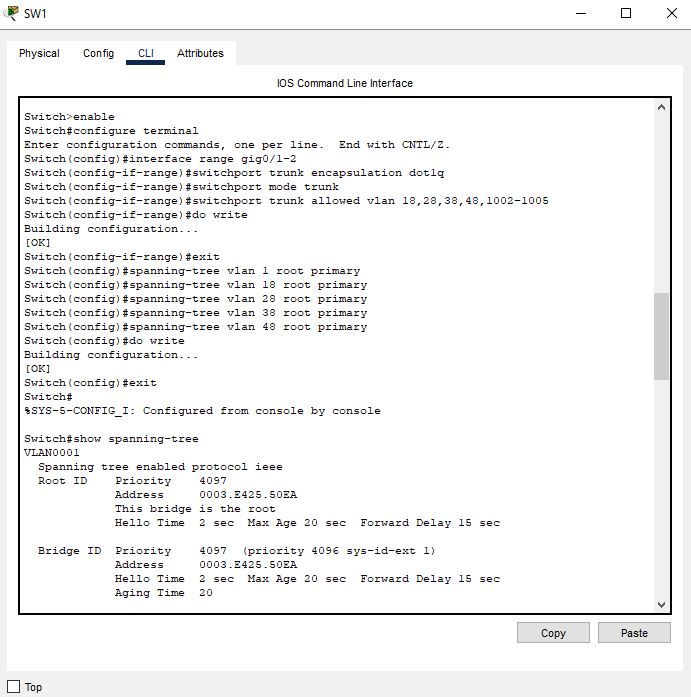 SW1
Physical Config CLI Attributes
IOS Command Line Interface
Switch>enable
Switch#configure terminal
Enter configuration commands, one per line.  End with CNTL/Z.
Switch(config)#interface range gig0/1-2
Switch(config-if-range)#switchport trunk encapsulation dot1q
Switch(config-if-range)#switchport mode trunk
Switch(config-if-range)#switchport trunk allowed vlan 18,28,38,48,1002-1005
Switch(config-if-range)#do write
Building configuration...
[OK]
Switch(config-if-range)#exit
Switch(config)#spanning-tree vlan 1 root primary
Switch(config)#spanning-tree vlan 18 root primary
Switch(config)#spanning-tree vlan 28 root primary
Switch(config)#spanning-tree vlan 38 root primary
Switch(config)#spanning-tree vlan 48 root primary
Switch(config)#do write
Building configuration...
[OK]
Switch(config)#exit
Switch#
%SYS-5-CONFIG_I: Configured from console by console
Switch#show spanning-tree
VLAN0001
  Spanning tree enabled protocol ieee
  Root ID    Priority    4097
             Address     0003.E425.50EA
             This bridge is the root
             Hello Time  2 sec  Max Age 20 sec  Forward Delay 15 sec
  Bridge ID  Priority    4097  (priority 4096 sys-id-ext 1)
             Address     0003.E425.50EA
             Hello Time  2 sec  Max Age 20 sec  Forward Delay 15 sec
             Aging Time  20
Copy Paste
Top